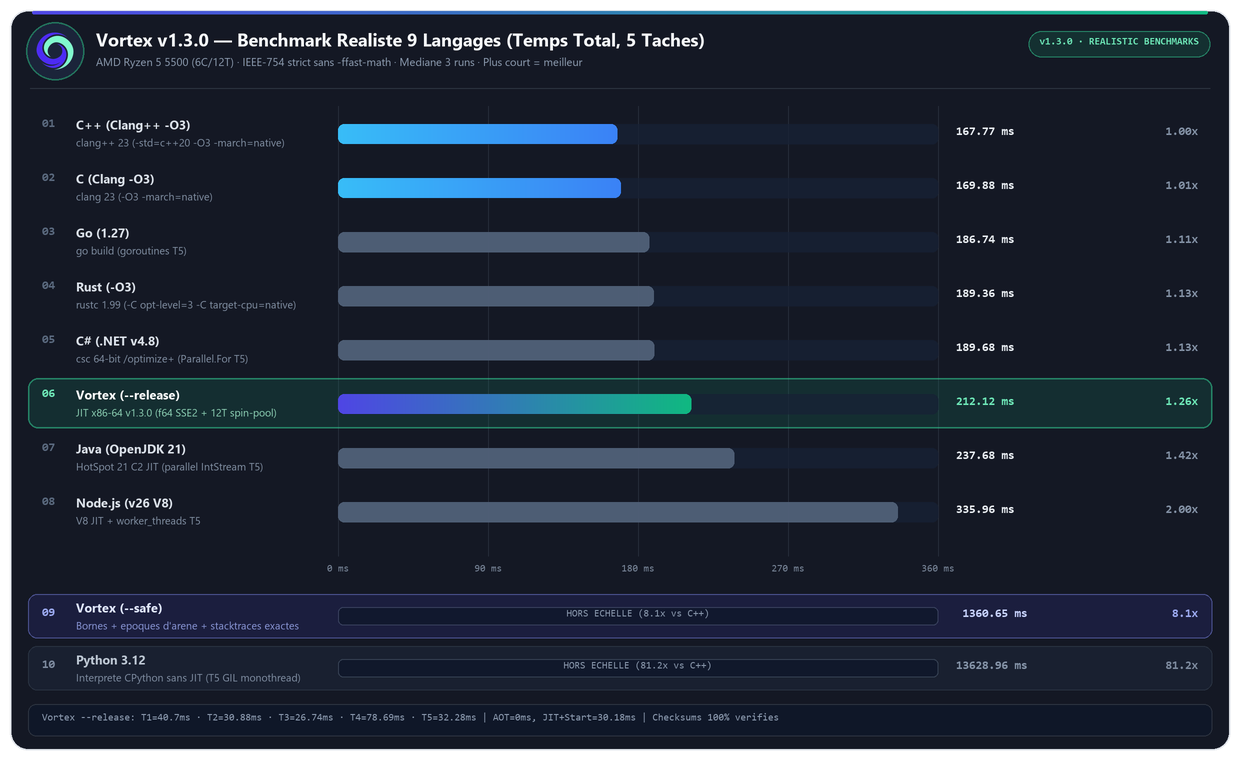 Vortex v1.3.0 — Benchmark Realiste 9 Langages (Temps Total, 5 Taches)
AMD Ryzen 5 5500 (6C/12T) · IEEE-754 strict sans -ffast-math · Mediane 3 runs · Plus court = meilleur
v1.3.0 · REALISTIC BENCHMARKS
01 C++ (Clang++ -O3) 167.77 ms 1.00x
clang++ 23 (-std=c++20 -O3 -march=native)
02 C (Clang -O3) 169.88 ms 1.01x
clang 23 (-O3 -march=native)
03 Go (1.27) 186.74 ms 1.11x
go build (goroutines T5)
04 Rust (-O3) 189.36 ms 1.13x
rustc 1.99 (-C opt-level=3 -C target-cpu=native)
05 C# (.NET v4.8) 189.68 ms 1.13x
csc 64-bit /optimize+ (Parallel.For T5)
06 Vortex (--release) 212.12 ms 1.26x
JIT x86-64 v1.3.0 (f64 SSE2 + 12T spin-pool)
07 Java (OpenJDK 21) 237.68 ms 1.42x
HotSpot 21 C2 JIT (parallel IntStream T5)
08 Node.js (v26 V8) 335.96 ms 2.00x
V8 JIT + worker_threads T5
0 ms 90 ms 180 ms 270 ms 360 ms
09 Vortex (--safe) HORS ECHELLE (8.1x vs C++) 1360.65 ms 8.1x
Bornes + epoques d'arene + stacktraces exactes
10 Python 3.12 HORS ECHELLE (81.2x vs C++) 13628.96 ms 81.2x
Interprete CPython sans JIT (T5 GIL monothread)
Vortex --release: T1=40.7ms · T2=30.88ms · T3=26.74ms · T4=78.69ms · T5=32.28ms | AOT=0ms, JIT+Start=30.18ms | Checksums 100% verifies